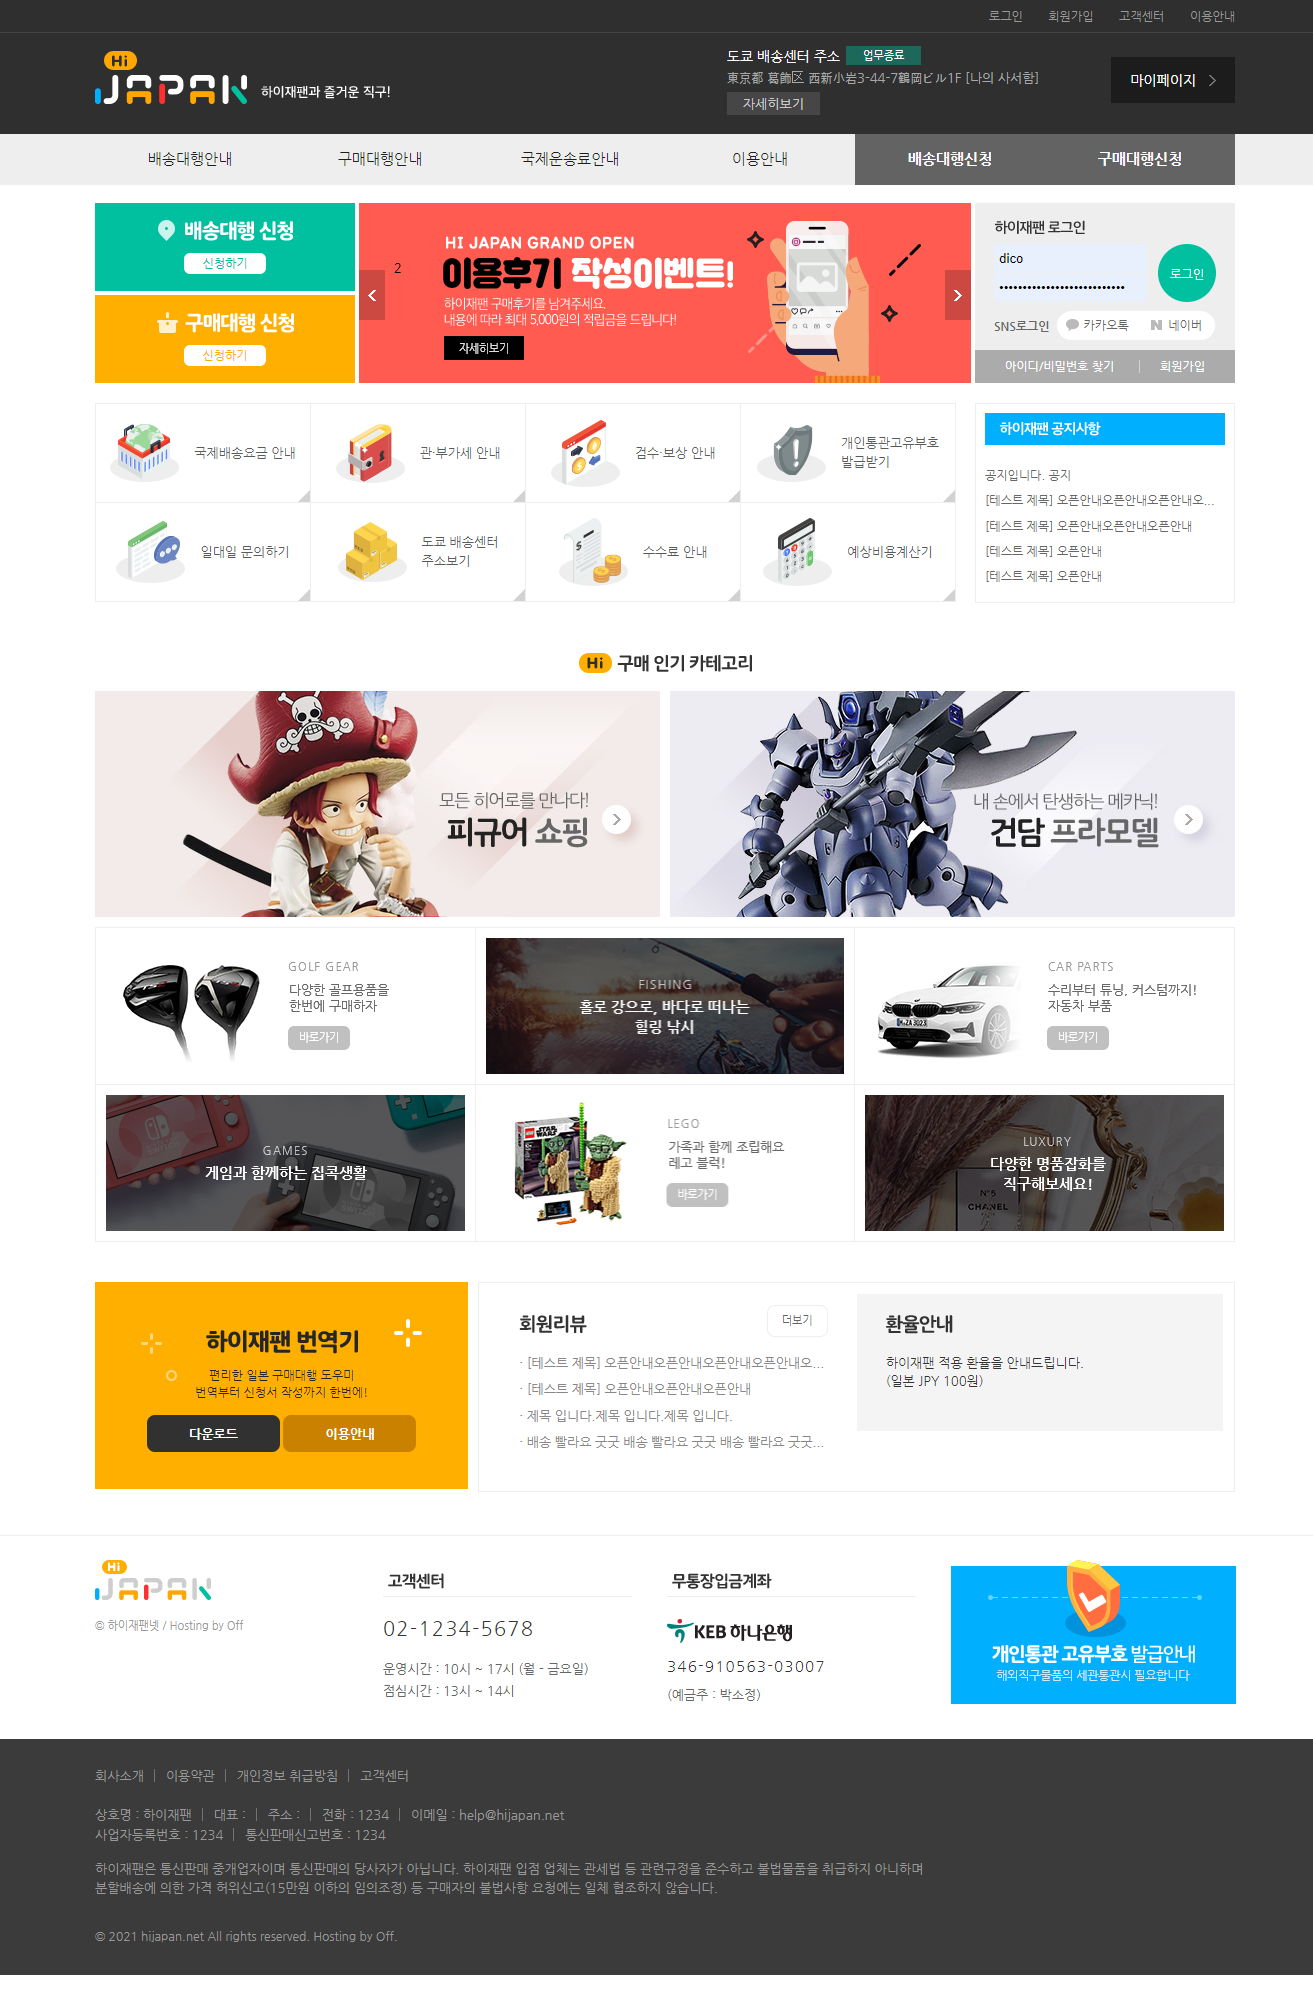 로그인 회원가입 고객센터 이용안내
Hi
JAPAN 하이재팬과 즐거운 직구!
도쿄 배송센터 주소 업무종료
東京都 葛飾区 西新小岩3-44-7鶴岡ビル1F [나의 사서함]
자세히보기
마이페이지
배송대행안내 구매대행안내 국제운송료안내 이용안내 배송대행신청 구매대행신청
배송대행 신청
신청하기
구매대행 신청
신청하기
2
HI JAPAN GRAND OPEN
이용후기 작성이벤트!
하이재팬 구매후기를 남겨주세요.
내용에 따라 최대 5,000원의 적립금을 드립니다!
자세히보기
하이재팬 로그인
dico
•••••••••••••••••••••••••••
로그인
SNS로그인 카카오톡 네이버
아이디/비밀번호 찾기 회원가입
국제배송요금 안내
관·부가세 안내
검수·보상 안내
개인통관고유부호
발급받기
일대일 문의하기
도쿄 배송센터
주소보기
수수료 안내
예상비용계산기
하이재팬 공지사항
공지입니다. 공지
[테스트 제목] 오픈안내오픈안내오픈안내오...
[테스트 제목] 오픈안내오픈안내오픈안내
[테스트 제목] 오픈안내
[테스트 제목] 오픈안내
Hi 구매 인기 카테고리
모든 히어로를 만나다!
피규어 쇼핑
내 손에서 탄생하는 메카닉!
건담 프라모델
GOLF GEAR
다양한 골프용품을
한번에 구매하자
바로가기
FISHING
홀로 강으로, 바다로 떠나는
힐링 낚시
CAR PARTS
수리부터 튜닝, 커스텀까지!
자동차 부품
바로가기
M ZA 3023
GAMES
게임과 함께하는 집콕생활
LEGO
가족과 함께 조립해요
레고 블럭!
바로가기
STAR WARS
LUXURY
다양한 명품잡화를
직구해보세요!
N°5
CHANEL
하이재팬 번역기
편리한 일본 구매대행 도우미
번역부터 신청서 작성까지 한번에!
다운로드 이용안내
회원리뷰 더보기
· [테스트 제목] 오픈안내오픈안내오픈안내오픈안내오...
· [테스트 제목] 오픈안내오픈안내오픈안내
· 제목 입니다.제목 입니다.제목 입니다.
· 배송 빨라요 굿굿 배송 빨라요 굿굿 배송 빨라요 굿굿...
환율안내
하이재팬 적용 환율을 안내드립니다.
(일본 JPY 100원)
Hi
JAPAN
© 하이재팬넷 / Hosting by Off
고객센터
02-1234-5678
운영시간 : 10시 ~ 17시 (월 - 금요일)
점심시간 : 13시 ~ 14시
무통장입금계좌
KEB 하나은행
346-910563-03007
(예금주 : 박소정)
개인통관 고유부호 발급안내
해외직구물품의 세관통관시 필요합니다
회사소개 이용약관 개인정보 취급방침 고객센터
상호명 : 하이재팬 대표 : 주소 : 전화 : 1234 이메일 : help@hijapan.net
사업자등록번호 : 1234 통신판매신고번호 : 1234
하이재팬은 통신판매 중개업자이며 통신판매의 당사자가 아닙니다. 하이재팬 입점 업체는 관세법 등 관련규정을 준수하고 불법물품을 취급하지 아니하며
분할배송에 의한 가격 허위신고(15만원 이하의 임의조정) 등 구매자의 불법사항 요청에는 일체 협조하지 않습니다.
© 2021 hijapan.net All rights reserved. Hosting by Off.